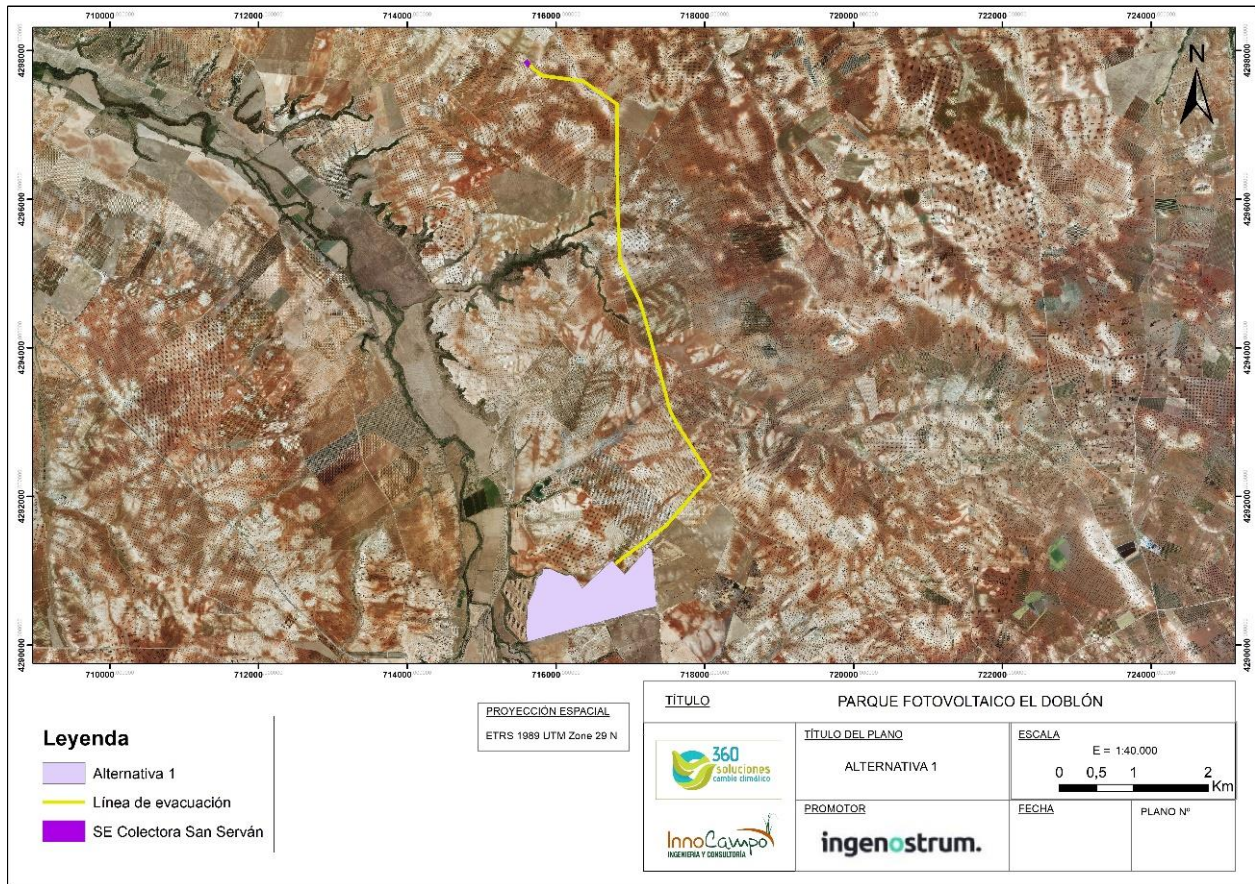 710000 712000 714000 716000 718000 720000 722000 724000
4298000 4298000
N
4296000 4296000
4294000 4294000
4292000 4292000
4290000 4290000
710000 712000 714000 716000 718000 720000 722000 724000
Leyenda
Alternativa 1
Línea de evacuación
SE Colectora San Serván
PROYECCIÓN ESPACIAL
ETRS 1989 UTM Zone 29 N
TÍTULO
PARQUE FOTOVOLTAICO EL DOBLÓN
360
soluciones
cambio climático
TÍTULO DEL PLANO
ALTERNATIVA 1
ESCALA
E = 1:40.000
0 0,5 1 2
Km
InnoCampo
INGENIERIA Y CONSULTORÍA
PROMOTOR
ingenostrum.
FECHA
PLANO Nº